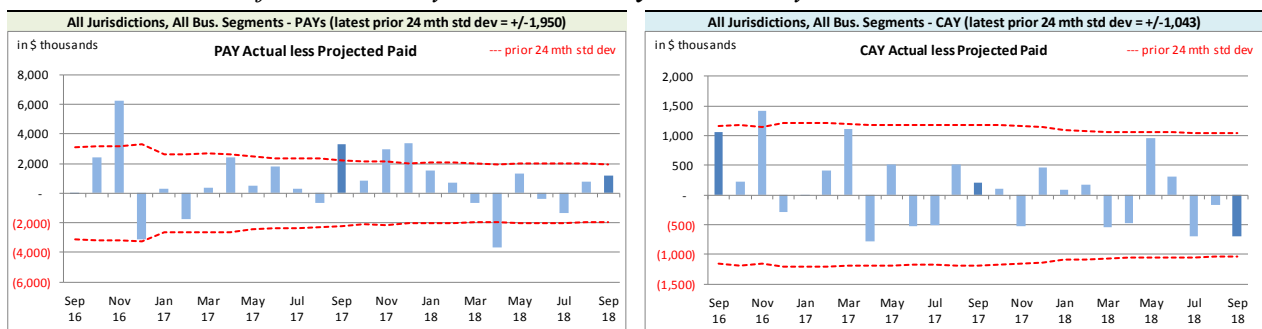 All Jurisdictions, All Bus. Segments - PAYs (latest prior 24 mth std dev = +/-1,950)
in $ thousands
PAY Actual less Projected Paid
--- prior 24 mth std dev
8,000
6,000
4,000
2,000
-
(2,000)
(4,000)
(6,000)
Sep Nov Jan Mar May Jul Sep Nov Jan Mar May Jul Sep
16 16 17 17 17 17 17 17 18 18 18 18 18
All Jurisdictions, All Bus. Segments - CAY (latest prior 24 mth std dev = +/-1,043)
in $ thousands
CAY Actual less Projected Paid
--- prior 24 mth std dev
2,000
1,500
1,000
500
-
(500)
(1,000)
(1,500)
Sep Nov Jan Mar May Jul Sep Nov Jan Mar May Jul Sep
16 16 17 17 17 17 17 17 18 18 18 18 18